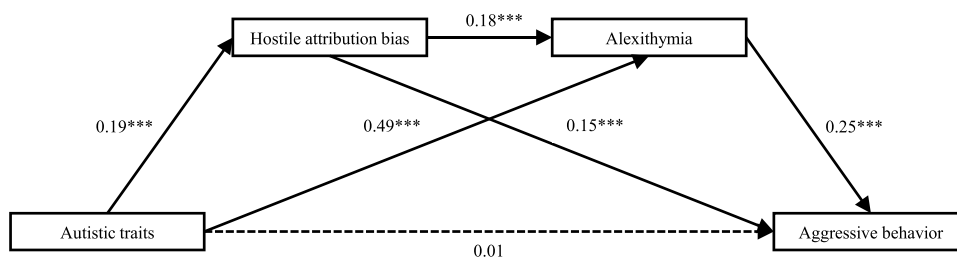 0.18***
Hostile attribution bias
Alexithymia
0.19***
0.49***
0.15***
0.25***
Autistic traits
Aggressive behavior
0.01